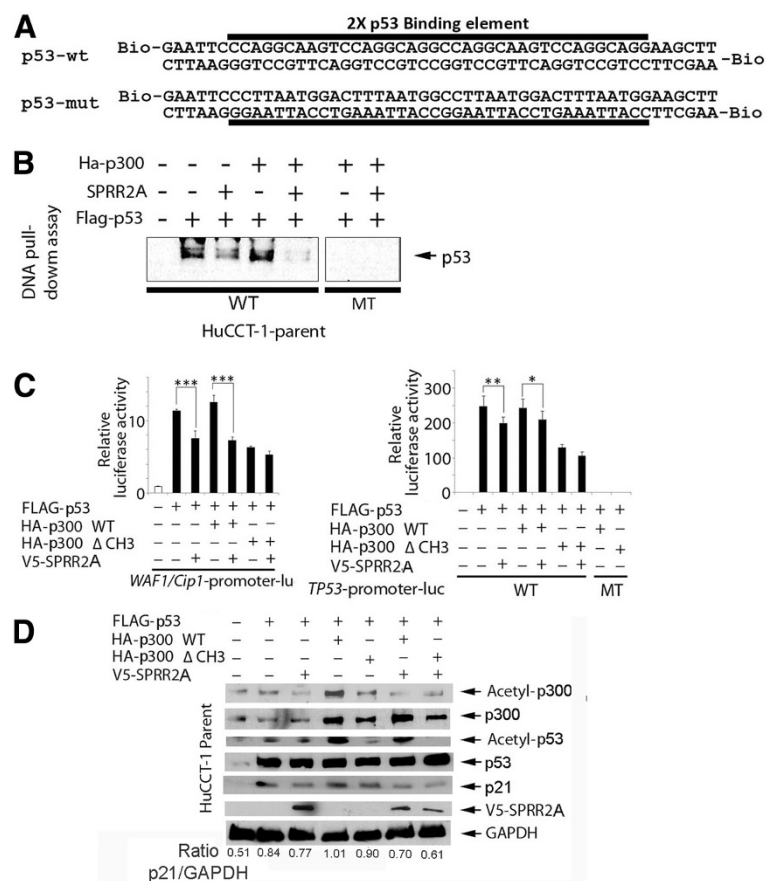 A
2X p53 Binding element
p53-wt
Bio-GAATTCCCAGGCAAGTCCAGGCAGGCCAGGCAAGTCCAGGCAGGAAGCTT
CTTAAGGGTCCGTTCAGGTCCGTCCGGTCCGTTCAGGTCCGTCCTTCGAA-Bio
p53-mut
Bio-GAATTCCCTTAATGGACTTTAATGGCCTTAATGGACTTTAATGGAAGCTT
CTTAAGGGAATTACCTGAAATTACCGGAATTACCTGAAATTACCTTCGAA-Bio
B
Ha-p300 - - - + + + +
SPRR2A - - + - + - +
Flag-p53 - + + + + + +
DNA pull-
dowm assay
p53
WT MT
HuCCT-1-parent
C
Relative
luciferase activity
10
0
*** ***
FLAG-p53 - + + + + + +
HA-p300 WT - - - + + - -
HA-p300 Δ CH3 - - - - - + +
V5-SPRR2A - - + - + - +
WAF1/Cip1-promoter-lu
Relative
luciferase activity
300
200
100
0
** *
FLAG-p53 - + + + + + + + +
HA-p300 WT - - - + + - - + -
HA-p300 Δ CH3 - - - - - + + - +
V5-SPRR2A - - + - + - + - -
TP53-promoter-luc
WT MT
D
FLAG-p53 - + + + + + +
HA-p300 WT - - - + - + -
HA-p300 Δ CH3 - - - - + - +
V5-SPRR2A - - + - - + +
HuCCT-1 Parent
Acetyl-p300
p300
Acetyl-p53
p53
p21
V5-SPRR2A
GAPDH
Ratio 0.51 0.84 0.77 1.01 0.90 0.70 0.61
p21/GAPDH